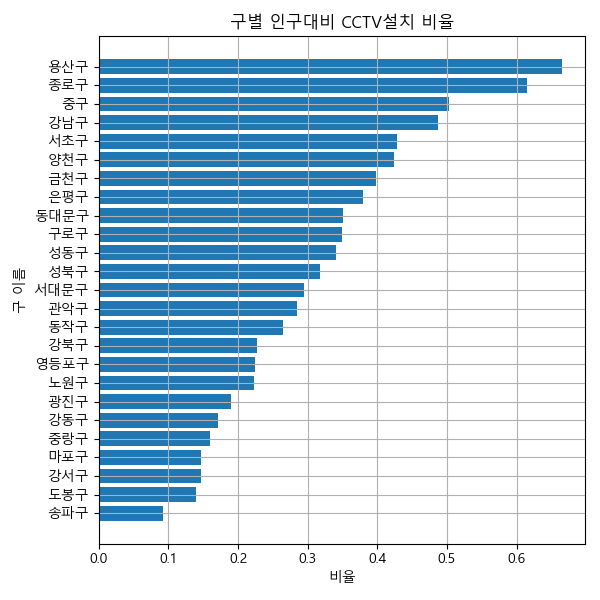 구별 인구대비 CCTV설치 비율
용산구
종로구
중구
강남구
서초구
양천구
금천구
은평구
동대문구
구로구
성동구
성북구
서대문구
관악구
동작구
강북구
영등포구
노원구
광진구
강동구
중랑구
마포구
강서구
도봉구
송파구
구 이름
0.0 0.1 0.2 0.3 0.4 0.5 0.6
비율